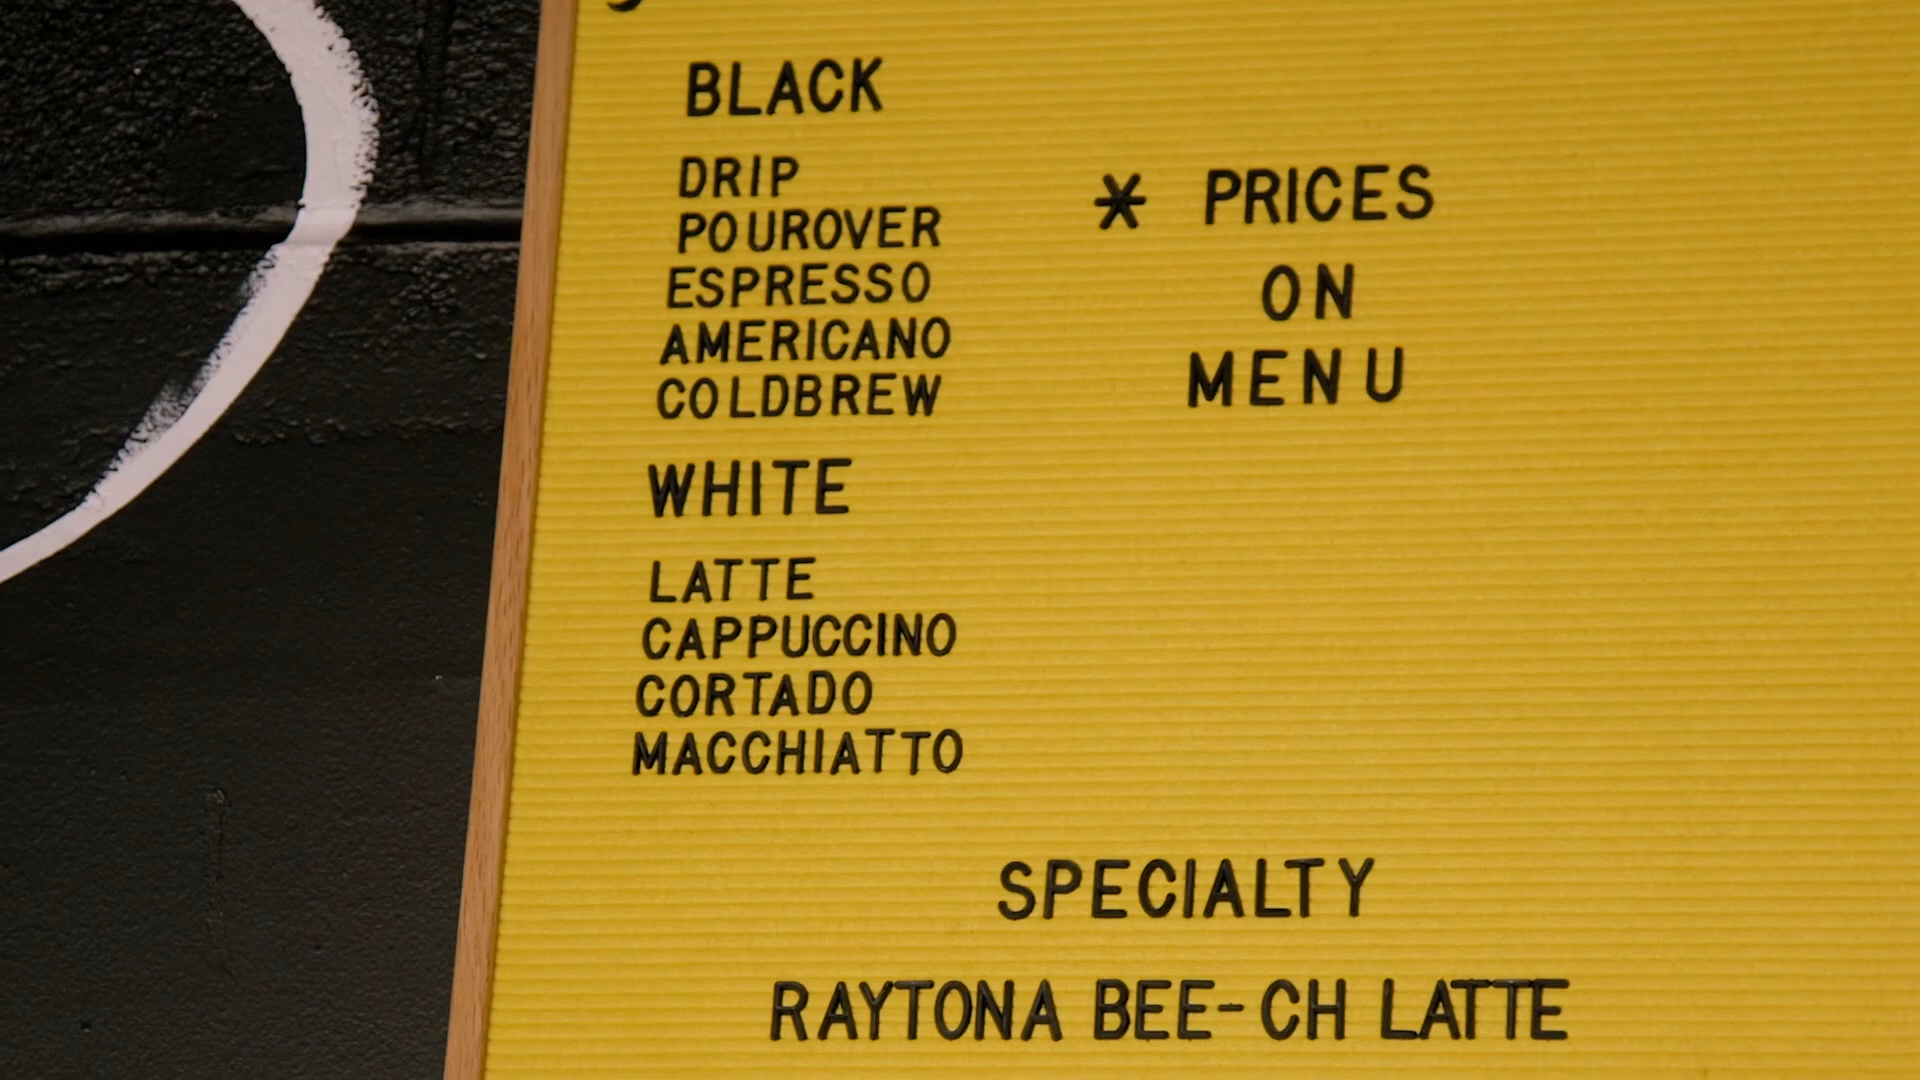 BLACK
DRIP
POUROVER
ESPRESSO
AMERICANO
COLDBREW
* PRICES
ON
MENU
WHITE
LATTE
CAPPUCCINO
CORTADO
MACCHIATTO
SPECIALTY
RAYTONA BEE-CH LATTE